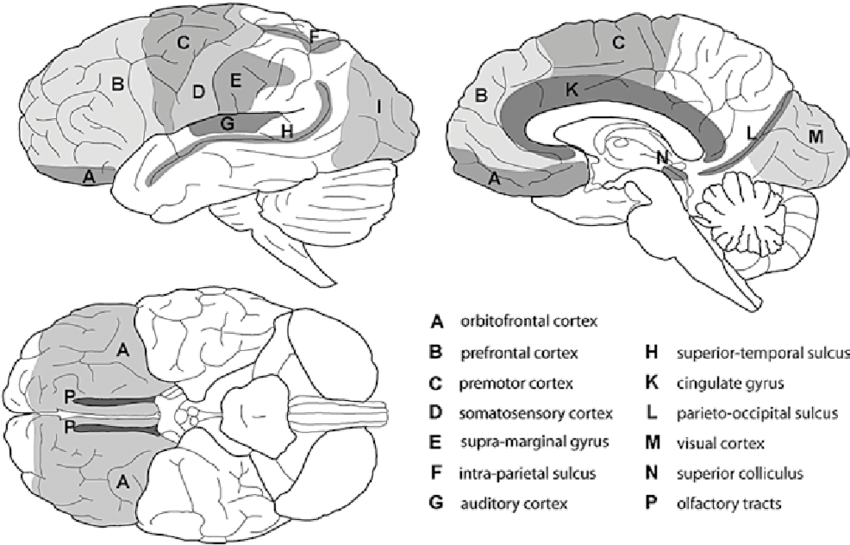 C
F
B
D
E
I
G
H
A
C
B
K
L
M
N
A
A
P
P
A
A orbitofrontal cortex
B prefrontal cortex
C premotor cortex
D somatosensory cortex
E supra-marginal gyrus
F intra-parietal sulcus
G auditory cortex
H superior-temporal sulcus
K cingulate gyrus
L parieto-occipital sulcus
M visual cortex
N superior colliculus
P olfactory tracts